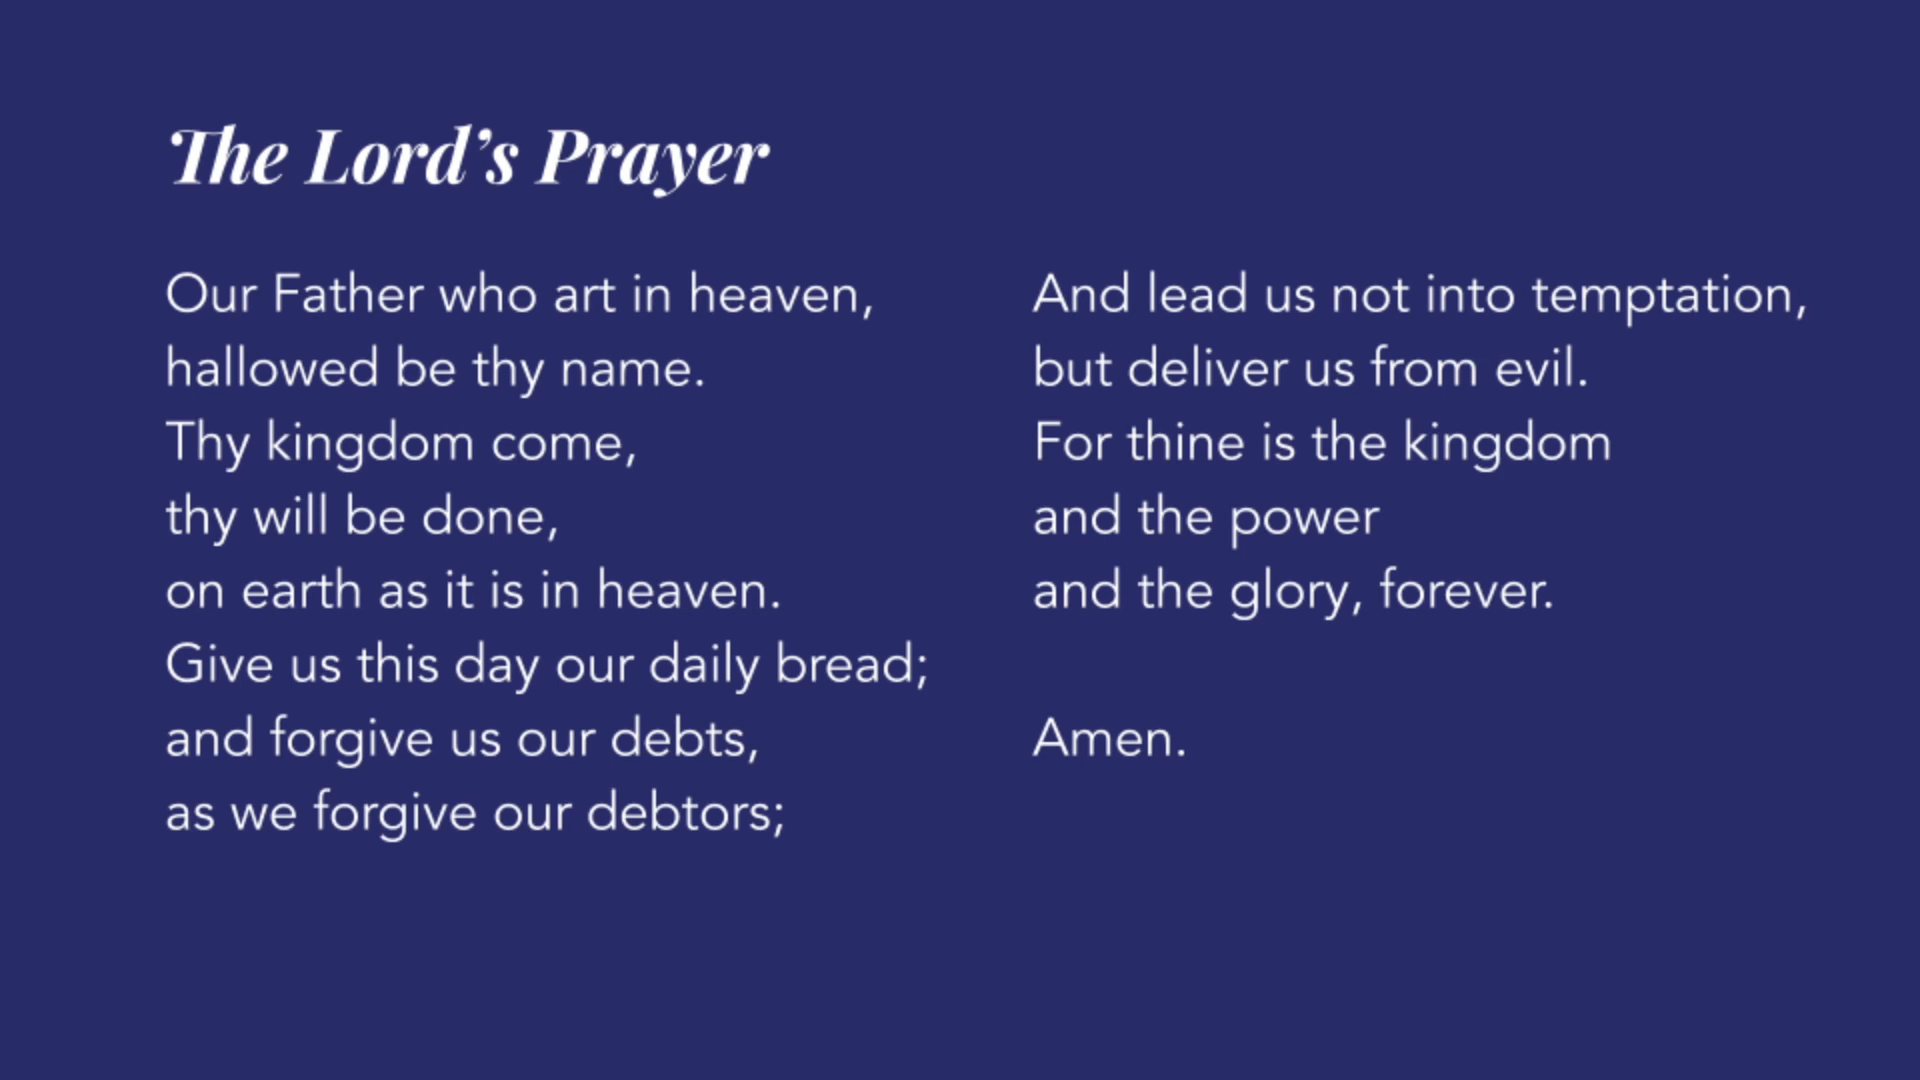 The Lord’s Prayer
Our Father who art in heaven,
hallowed be thy name.
Thy kingdom come,
thy will be done,
on earth as it is in heaven.
Give us this day our daily bread;
and forgive us our debts,
as we forgive our debtors;
And lead us not into temptation,
but deliver us from evil.
For thine is the kingdom
and the power
and the glory, forever.
Amen.